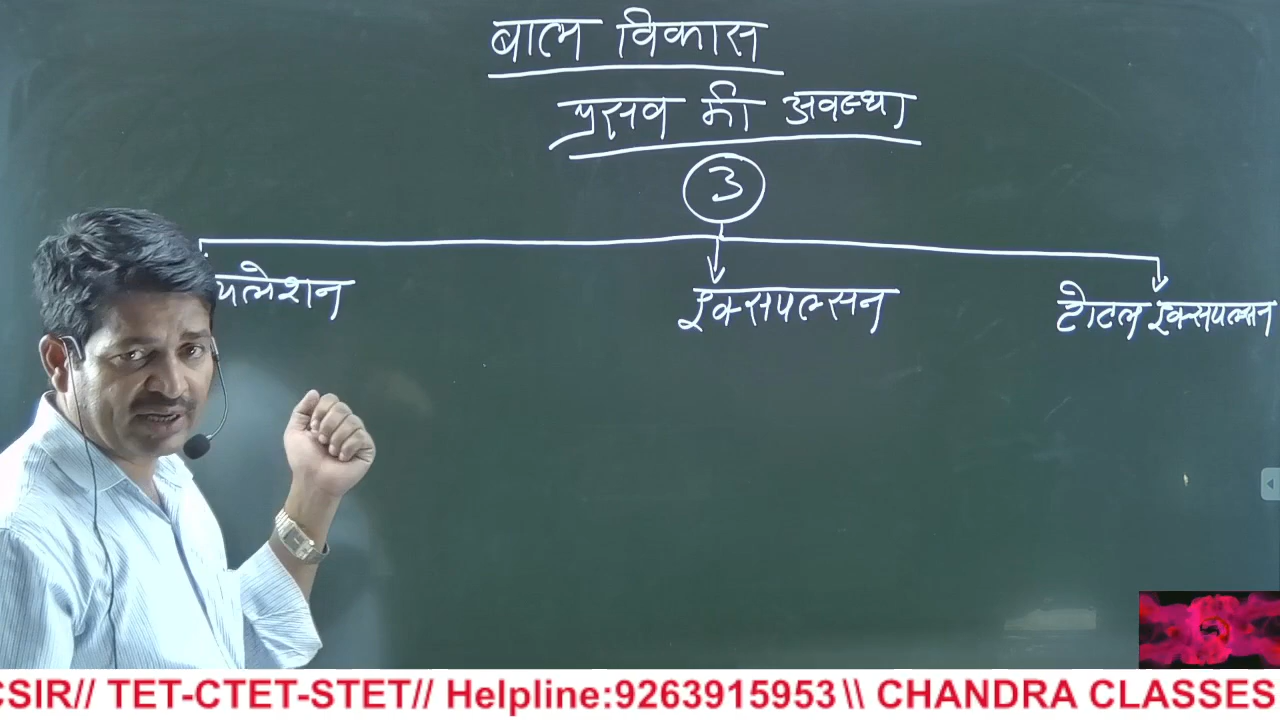 बाल विकास
प्रसव की अवस्था
3
यलेशन एक्सपल्सन टोटल एक्सपल्सन
CSIR// TET-CTET-STET// Helpline:9263915953 \\ CHANDRA CLASSES